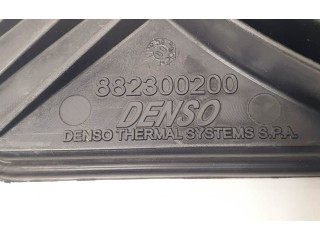 882300200
DENSO
DENSO THERMAL SYSTEMS S.P.A.